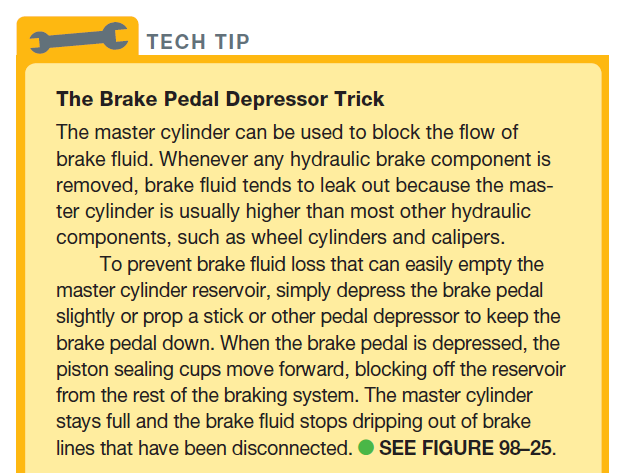 TECH TIP
The Brake Pedal Depressor Trick
The master cylinder can be used to block the flow of
brake fluid. Whenever any hydraulic brake component is
removed, brake fluid tends to leak out because the mas-
ter cylinder is usually higher than most other hydraulic
components, such as wheel cylinders and calipers.
To prevent brake fluid loss that can easily empty the
master cylinder reservoir, simply depress the brake pedal
slightly or prop a stick or other pedal depressor to keep the
brake pedal down. When the brake pedal is depressed, the
piston sealing cups move forward, blocking off the reservoir
from the rest of the braking system. The master cylinder
stays full and the brake fluid stops dripping out of brake
lines that have been disconnected. ● SEE FIGURE 98–25.